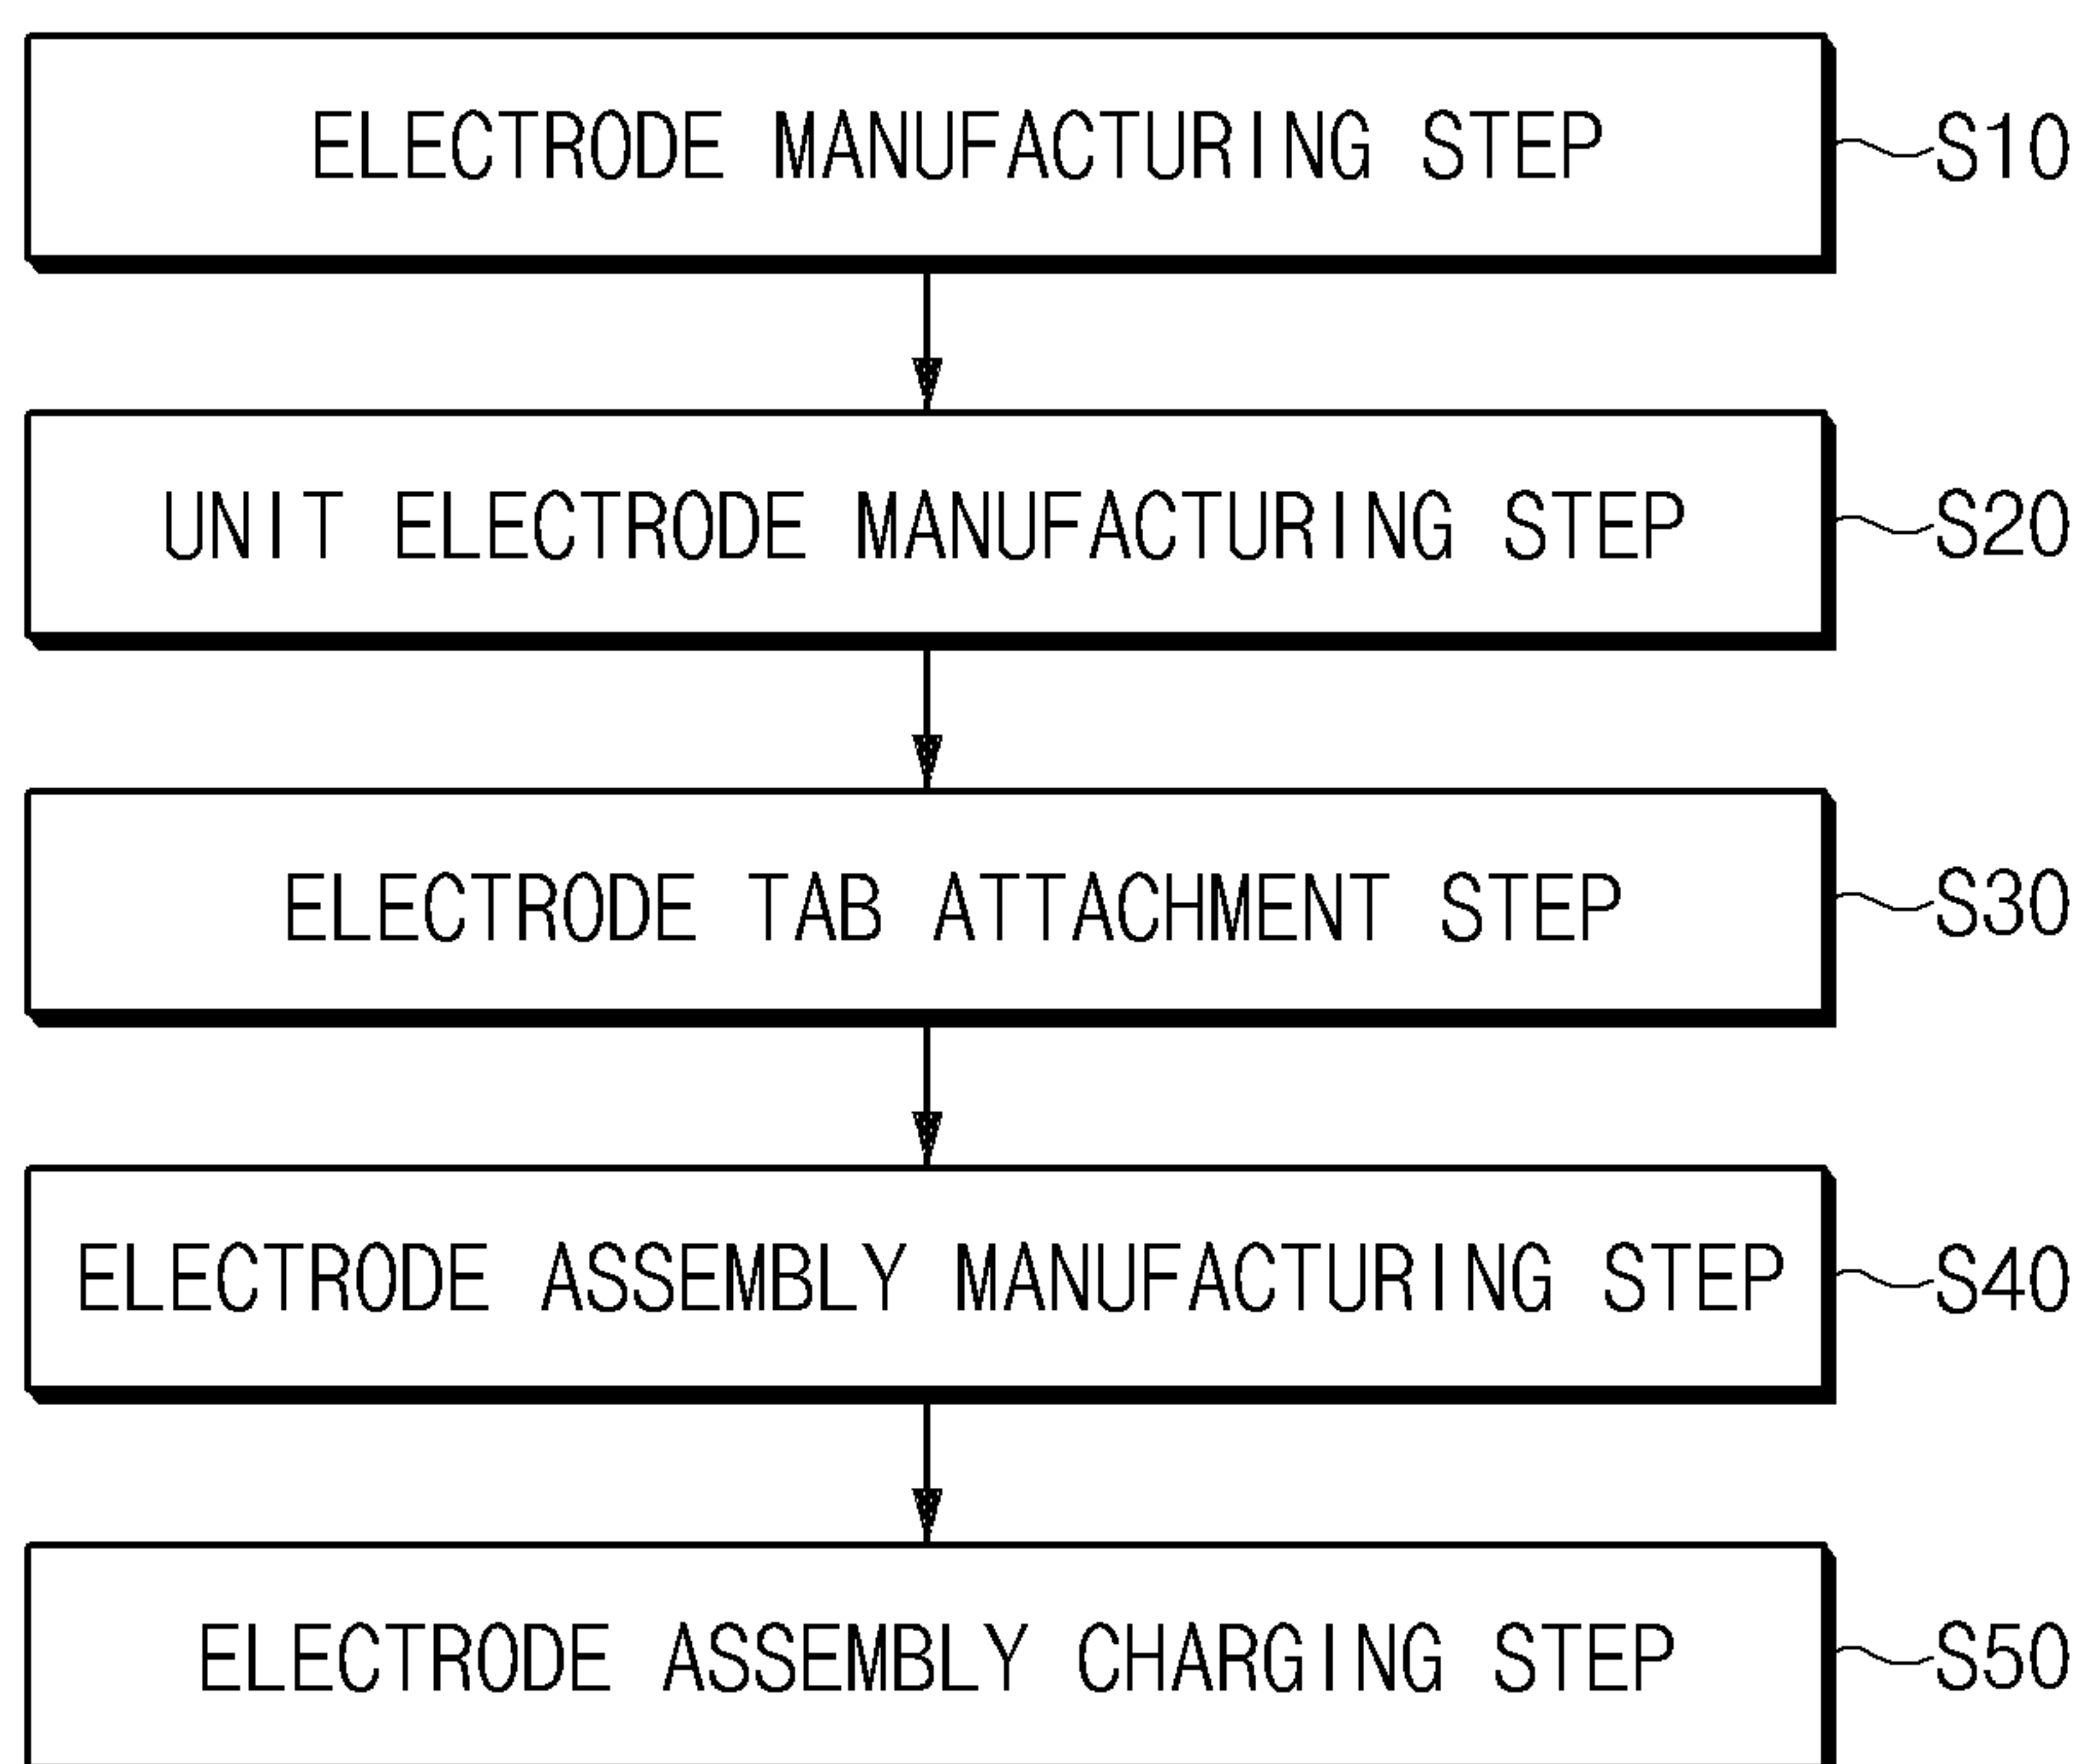 ELECTRODE MANUFACTURING STEP S10
UNIT ELECTRODE MANUFACTURING STEP S20
ELECTRODE TAB ATTACHMENT STEP S30
ELECTRODE ASSEMBLY MANUFACTURING STEP S40
ELECTRODE ASSEMBLY CHARGING STEP S50